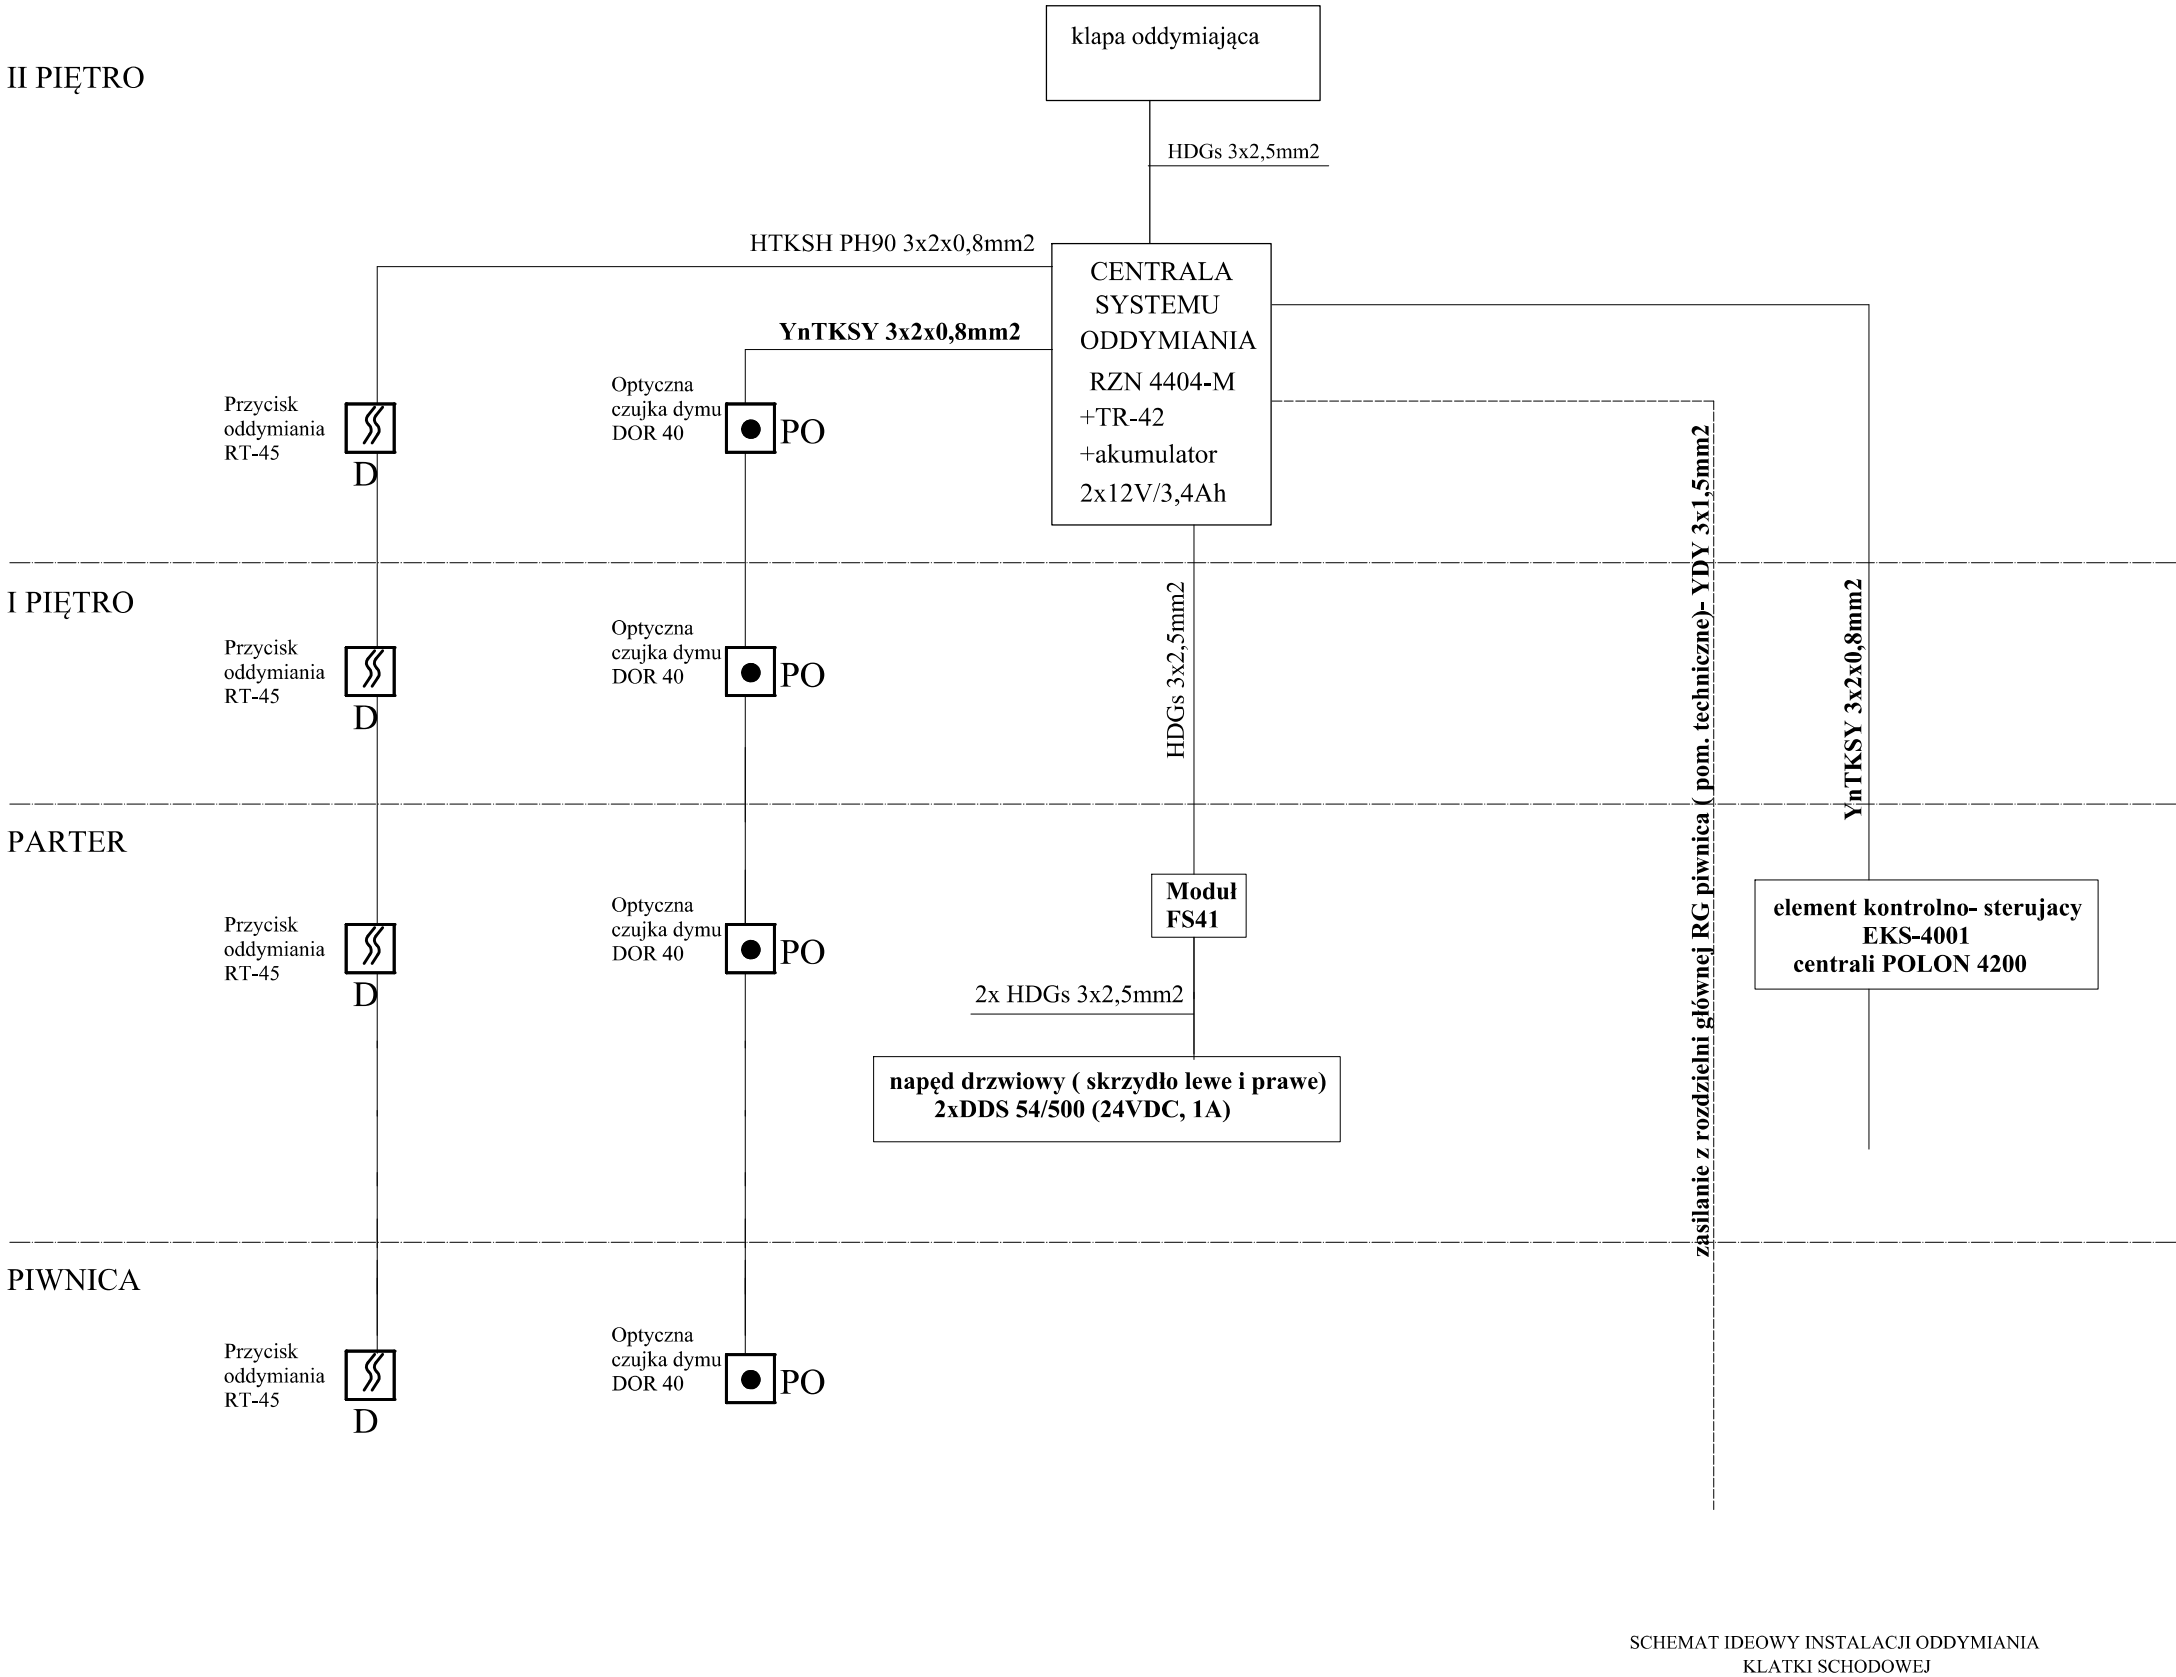 klapa oddymiająca
II PIĘTRO
HDGs 3x2,5mm2
HTKSH PH90 3x2x0,8mm2
YnTKSY 3x2x0,8mm2
CENTRALA
SYSTEMU
ODDYMIANIA
RZN 4404-M
+TR-42
+akumulator
2x12V/3,4Ah
Przycisk
oddymiania
RT-45
D
Optyczna
czujka dymu
DOR 40
PO
I PIĘTRO
Przycisk
oddymiania
RT-45
D
Optyczna
czujka dymu
DOR 40
PO
HDGs 3x2,5mm2
zasilanie z rozdzielni głównej RG piwnica ( pom. techniczne)- YDY 3x1,5mm2
YnTKSY 3x2x0,8mm2
PARTER
Przycisk
oddymiania
RT-45
D
Optyczna
czujka dymu
DOR 40
PO
Moduł
FS41
2x HDGs 3x2,5mm2
napęd drzwiowy ( skrzydło lewe i prawe)
2xDDS 54/500 (24VDC, 1A)
element kontrolno- sterujacy
EKS-4001
centrali POLON 4200
PIWNICA
Przycisk
oddymiania
RT-45
D
Optyczna
czujka dymu
DOR 40
PO
SCHEMAT IDEOWY INSTALACJI ODDYMIANIA
KLATKI SCHODOWEJ